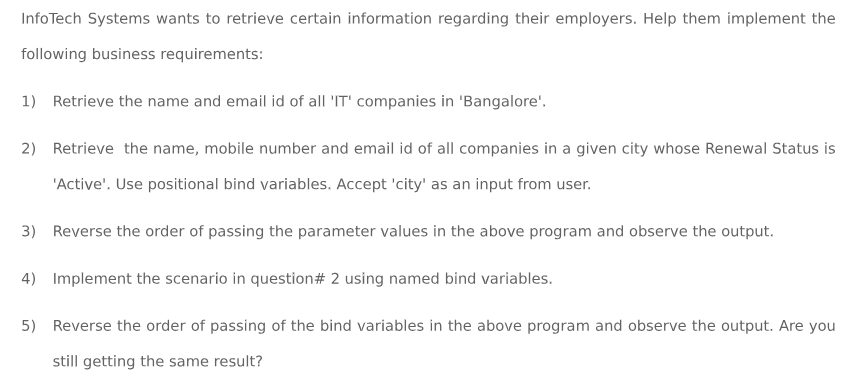 InfoTech Systems wants to retrieve certain information regarding their employers. Help them implement the
following business requirements:
1) Retrieve the name and email id of all 'IT' companies in 'Bangalore'.
2) Retrieve the name, mobile number and email id of all companies in a given city whose Renewal Status is
'Active'. Use positional bind variables. Accept 'city' as an input from user.
3) Reverse the order of passing the parameter values in the above program and observe the output.
4) Implement the scenario in question# 2 using named bind variables.
5) Reverse the order of passing of the bind variables in the above program and observe the output. Are you
still getting the same result?